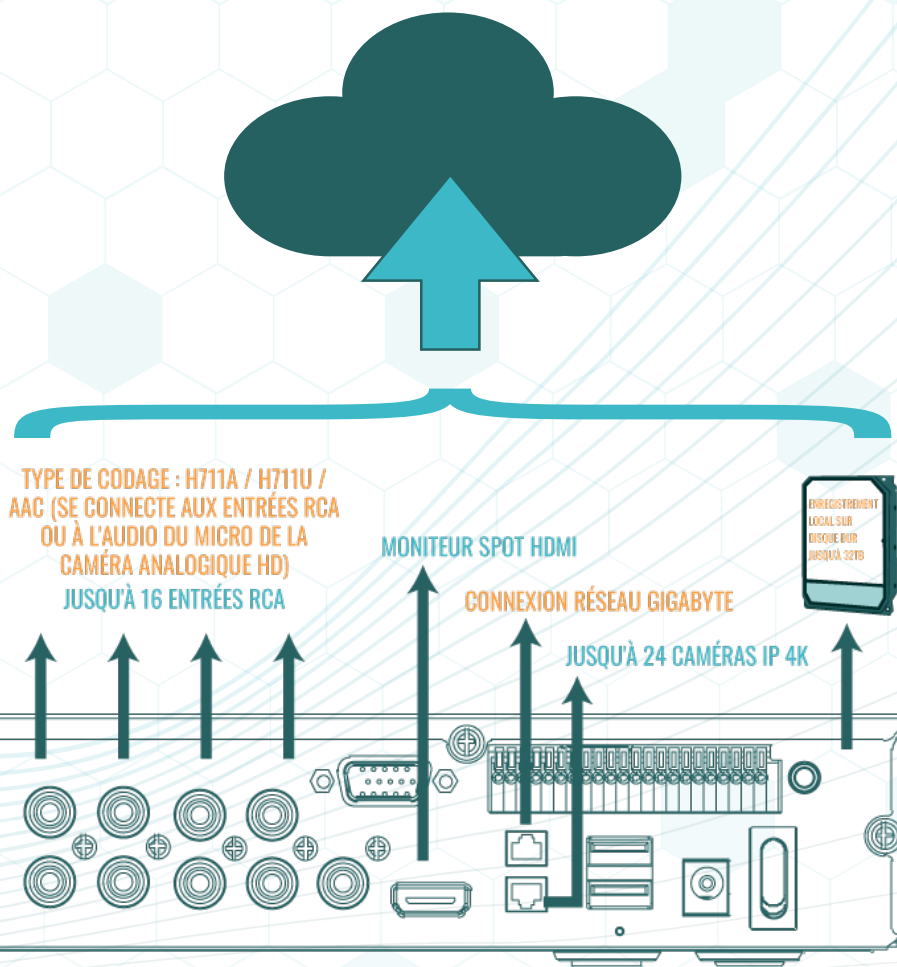 TYPE DE CODAGE : H711A / H711U /
AAC (SE CONNECTE AUX ENTRÉES RCA
OU À L'AUDIO DU MICRO DE LA
CAMÉRA ANALOGIQUE HD)
JUSQU'À 16 ENTRÉES RCA
MONITEUR SPOT HDMI
CONNEXION RÉSEAU GIGABYTE
JUSQU'À 24 CAMÉRAS IP 4K
ENREGISTREMENT
LOCAL SUR
DISQUE DUR
JUSQU'À 32TB